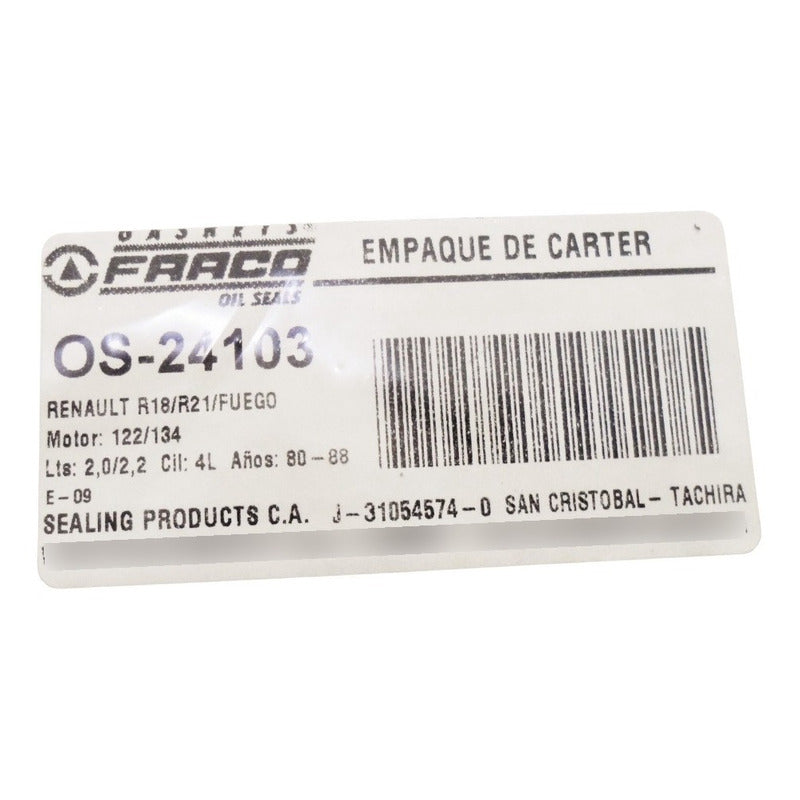 GASKETS®
FRACO
OIL SEALS
EMPAQUE DE CARTER
OS-24103
RENAULT R18/R21/FUEGO
Motor: 122/134
Lts: 2,0/2,2 Cil: 4L Años: 80-88
E-09
SEALING PRODUCTS C.A. J-31054574-0 SAN CRISTOBAL- TACHIRA